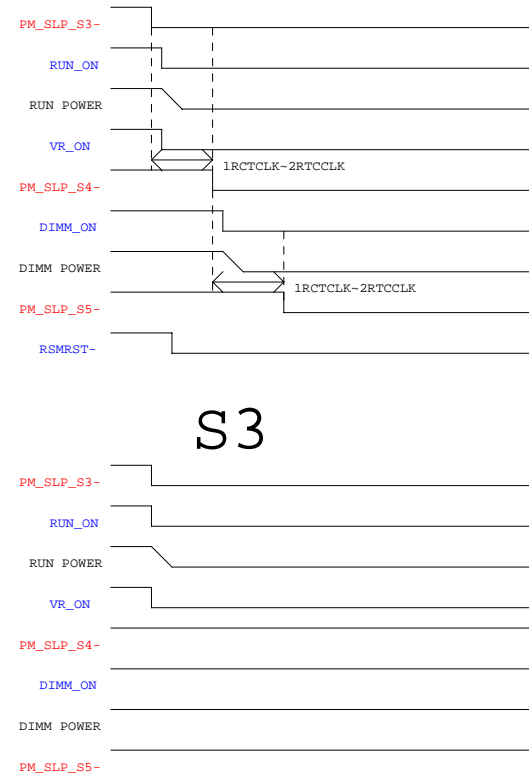 PM_SLP_S3-
RUN_ON
RUN POWER
VR_ON
1RCTCLK~2RTCCLK
PM_SLP_S4-
DIMM_ON
DIMM POWER
1RCTCLK~2RTCCLK
PM_SLP_S5-
RSMRST-
S3
PM_SLP_S3-
RUN_ON
RUN POWER
VR_ON
PM_SLP_S4-
DIMM_ON
DIMM POWER
PM_SLP_S5-